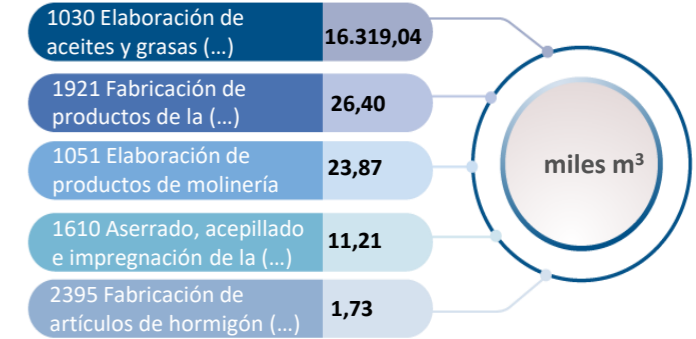 1030 Elaboración de
aceites y grasas (…)
16.319,04
1921 Fabricación de
productos de la (…)
26,40
1051 Elaboración de
productos de molinería
23,87
1610 Aserrado, acepillado
e impregnación de la (…)
11,21
2395 Fabricación de
artículos de hormigón (…)
1,73
miles m³